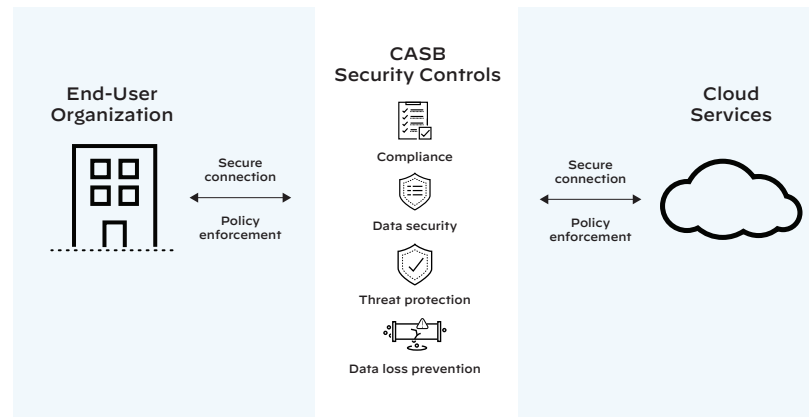 End-User
Organization
Secure
connection
Policy
enforcement
CASB
Security Controls
Compliance
Data security
Threat protection
Data loss prevention
Secure
connection
Policy
enforcement
Cloud
Services